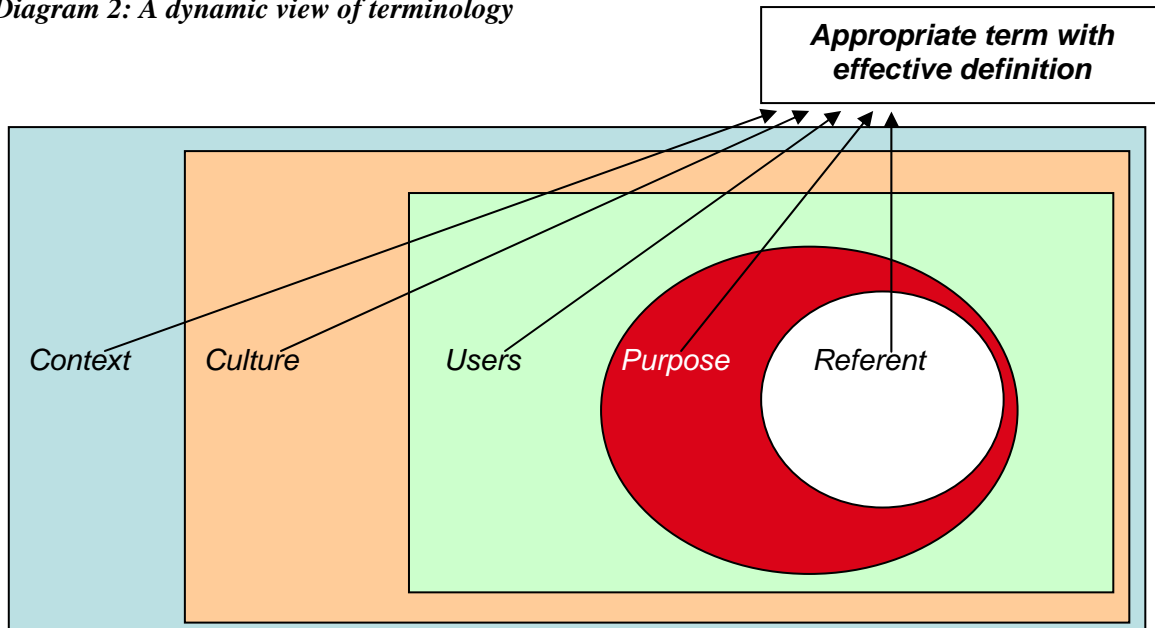 Diagram 2: A dynamic view of terminology
Appropriate term with
effective definition
Context Culture Users Purpose Referent